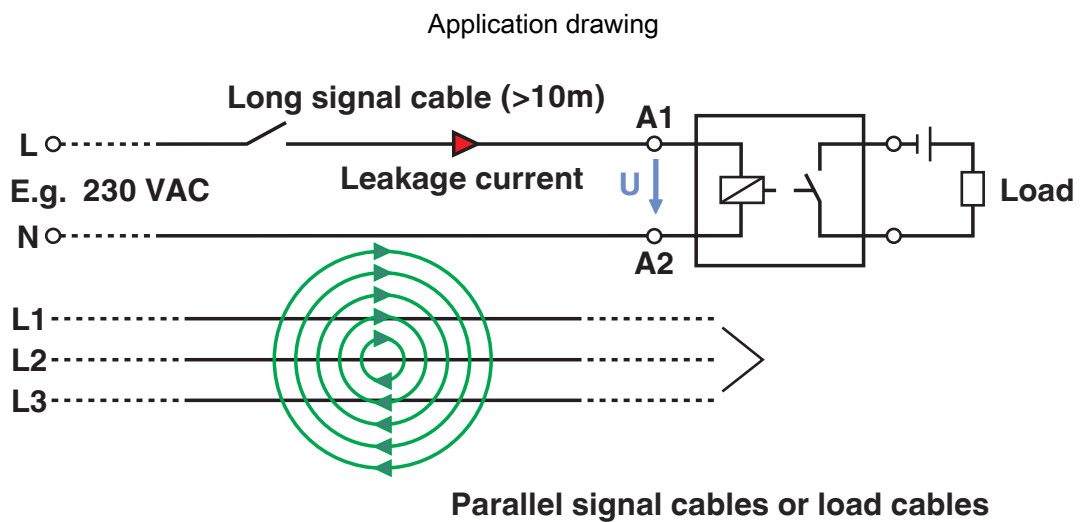 Application drawing
Long signal cable (>10m)
A1
L
Leakage current
U
Load
E.g. 230 VAC
N
A2
L1
L2
L3
Parallel signal cables or load cables